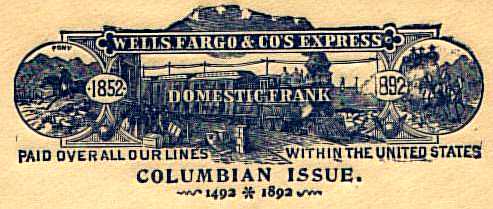 PONY
WELLS, FARGO & CO'S EXPRESS
1852
1892
DOMESTIC FRANK
PAID OVER ALL OUR LINES WITHIN THE UNITED STATES
COLUMBIAN ISSUE.
1492 1892